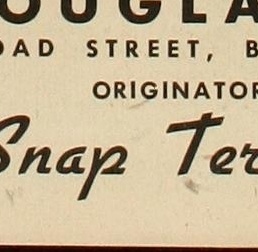 OUGLA
OAD STREET, B
ORIGINATOR
Snap Ter